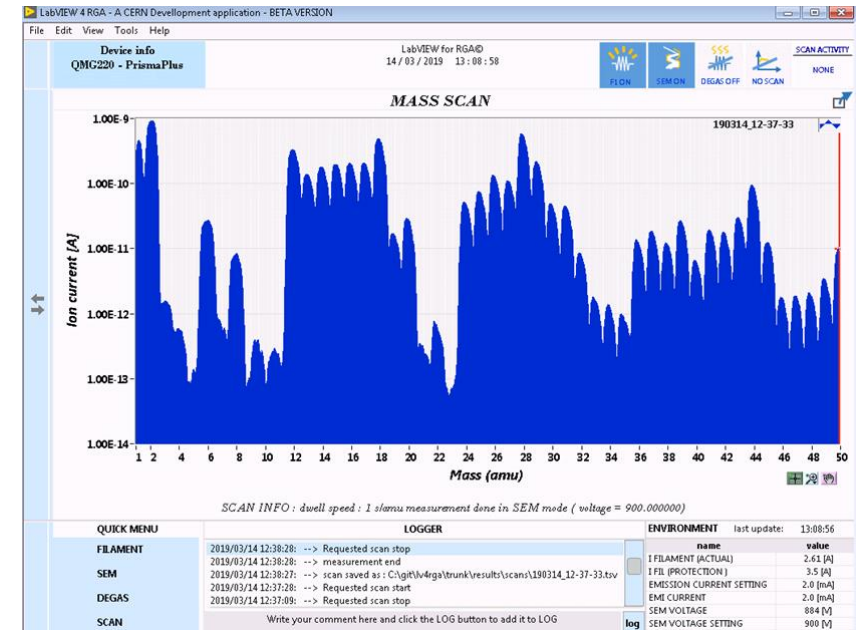 LabVIEW 4 RGA - A CERN Devellopment application - BETA VERSION
File Edit View Tools Help
Device info
QMG220 - PrismaPlus
LabVIEW for RGA©
14/03/2019 13:08:58
FI ON
SEM ON
DEGAS OFF
NO SCAN
SCAN ACTIVITY
NONE
MASS SCAN
190314_12-37-33
1.00E-9
1.00E-10
1.00E-11
1.00E-12
1.00E-13
1.00E-14
Ion current [A]
1 2 4 6 8 10 12 14 16 18 20 22 24 26 28 30 32 34 36 38 40 42 44 46 48 50
Mass (amu)
SCAN INFO : dwell speed : 1 s/amu measurement done in SEM mode ( voltage = 900.000000)
QUICK MENU
FILAMENT
SEM
DEGAS
SCAN
LOGGER
2019/03/14 12:38:28: --> Requested scan stop
2019/03/14 12:38:28: --> measurement end
2019/03/14 12:38:27: --> scan saved as : C:\git\lv4rga\trunk\results\scans\190314_12-37-33.tsv
2019/03/14 12:37:28: --> Requested scan start
2019/03/14 12:37:09: --> Requested scan stop
Write your comment here and click the LOG button to add it to LOG
log
ENVIRONMENT last update: 13:08:56
name value
I FILAMENT (ACTUAL) 2.61 [A]
I FIL (PROTECTION ) 3.5 [A]
EMISSION CURRENT SETTING 2.0 [mA]
EMI CURRENT 2.0 [mA]
SEM VOLTAGE 884 [V]
SEM VOLTAGE SETTING 900 [V]